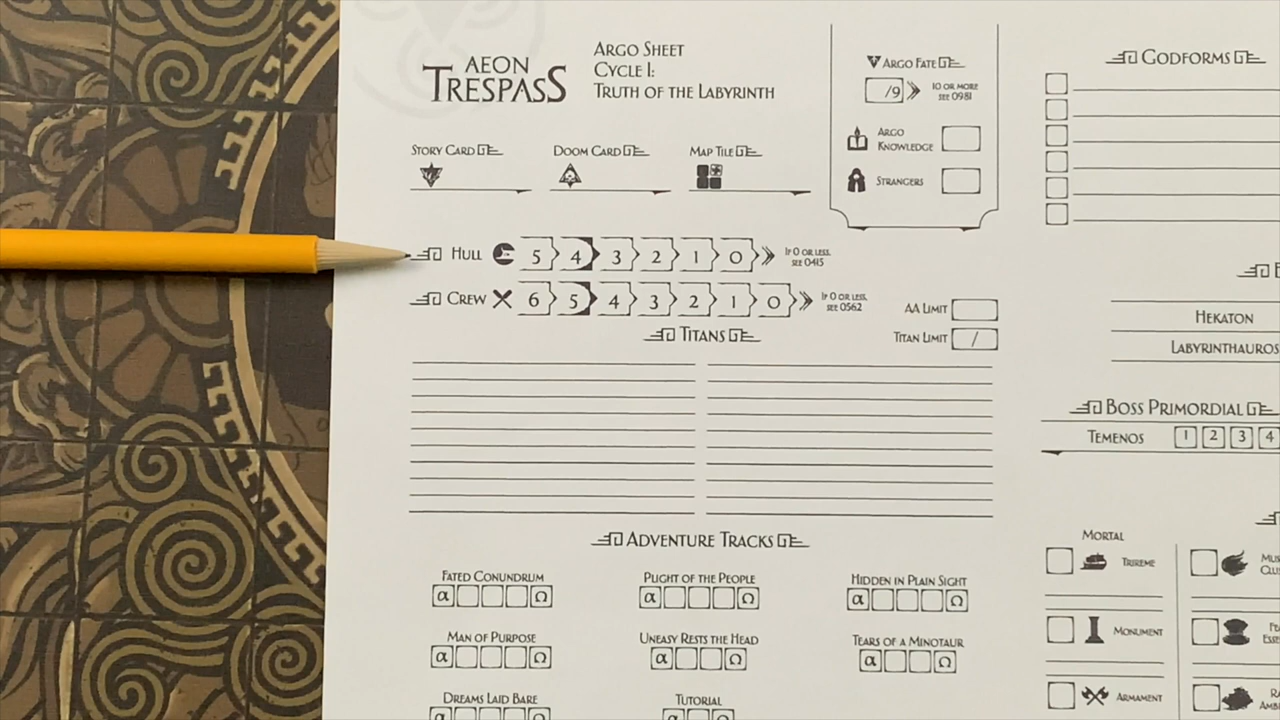 AEON
TRESPASS
ARGO SHEET
CYCLE I:
TRUTH OF THE LABYRINTH
STORY CARD
DOOM CARD
MAP TILE
ARGO FATE
/9
10 OR MORE
SEE 0981
ARGO
KNOWLEDGE
STRANGERS
GODFORMS
HULL 5 4 3 2 1 0
IF 0 OR LESS,
SEE 0415
CREW 6 5 4 3 2 1 0
IF 0 OR LESS,
SEE 0562
AA LIMIT
TITAN LIMIT /
TITANS
HEKATON
LABYRINTHAUROS
BOSS PRIMORDIAL
TEMENOS 1 2 3 4
ADVENTURE TRACKS
FATED CONUNDRUM
α Ω
PLIGHT OF THE PEOPLE
α Ω
HIDDEN IN PLAIN SIGHT
α Ω
MAN OF PURPOSE
α Ω
UNEASY RESTS THE HEAD
α Ω
TEARS OF A MINOTAUR
α Ω
DREAMS LAID BARE
α Ω
TUTORIAL
α Ω
MORTAL
TRIREME
MONUMENT
ARMAMENT